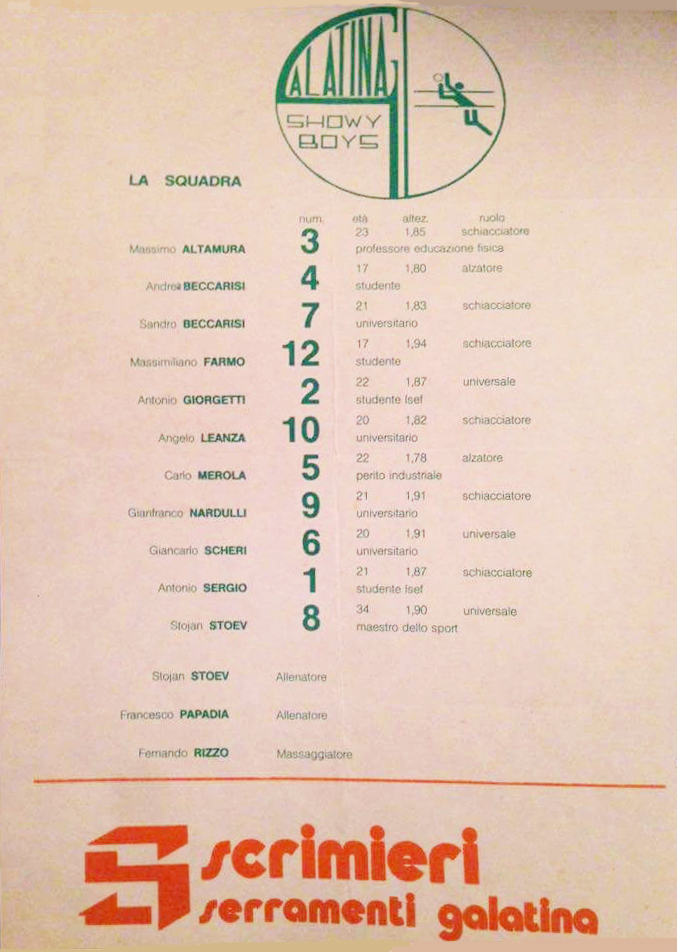 GALATINA
SHOWY
BOYS
LA SQUADRA
num. età altez. ruolo
Massimo ALTAMURA 3 23 1,85 schiacciatore
professore educazione fisica
Andrea BECCARISI 4 17 1,80 alzatore
studente
Sandro BECCARISI 7 21 1,83 schiacciatore
universitario
Massimiliano FARMO 12 17 1,94 schiacciatore
studente
Antonio GIORGETTI 2 22 1,87 universale
studente Isef
Angelo LEANZA 10 20 1,82 schiacciatore
universitario
Carlo MEROLA 5 22 1,78 alzatore
perito industriale
Gianfranco NARDULLI 9 21 1,91 schiacciatore
universitario
Giancarlo SCHERI 6 20 1,91 universale
universitario
Antonio SERGIO 1 21 1,87 schiacciatore
studente Isef
Stojan STOEV 8 34 1,90 universale
maestro dello sport
Stojan STOEV Allenatore
Francesco PAPADIA Allenatore
Fernando RIZZO Massaggiatore
scrimieri
serramenti galatina